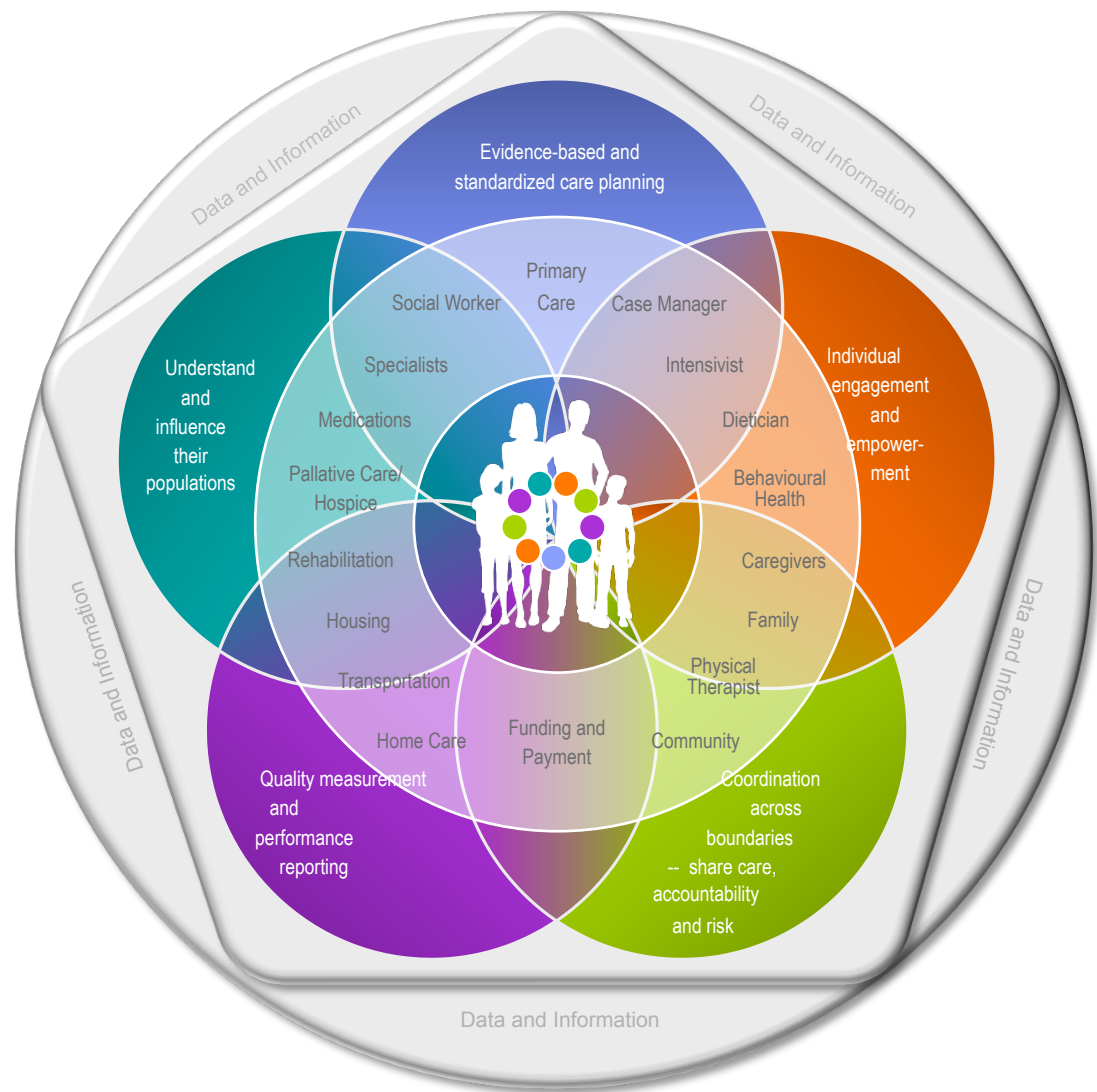 Data and Information
Data and Information
Evidence-based and
standardized care planning
Primary
Care
Social Worker
Case Manager
Specialists
Intensivist
Understand
and
influence
their
populations
Individual
engagement
and
empower-
ment
Medications
Dietician
Pallative Care/
Hospice
Behavioural
Health
Rehabilitation
Caregivers
Housing
Family
Transportation
Physical
Therapist
Home Care
Funding and
Payment
Community
Data and Information
Data and Information
Quality measurement
and
performance
reporting
Coordination
across
boundaries
-- share care,
accountability
and risk
Data and Information